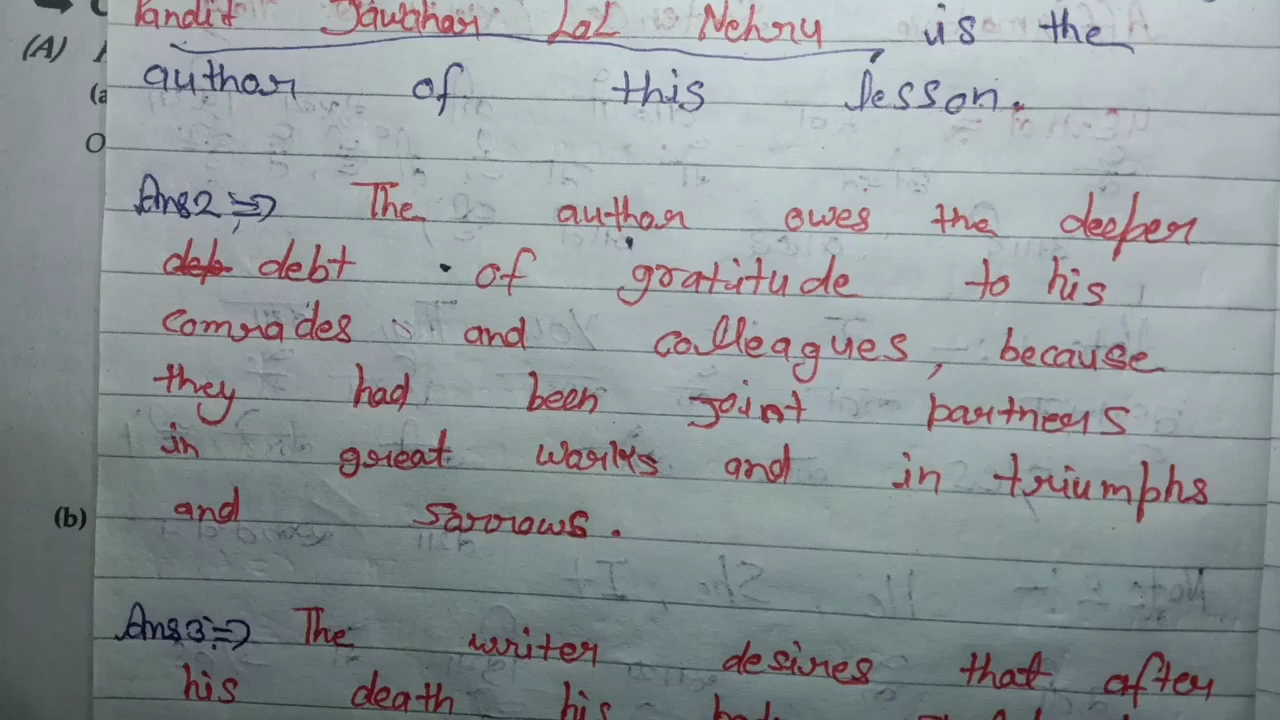 Pandit Jawahar Lal Nehru is the
(A)
author of this lesson.
(a
O
Ans2 => The author owes the deeper
debt of gratitude to his
comrades and colleagues, because
they had been joint partners
in great works and in triumphs
(b) and sorrows.
Ans3 => The writer desires that after
his death his